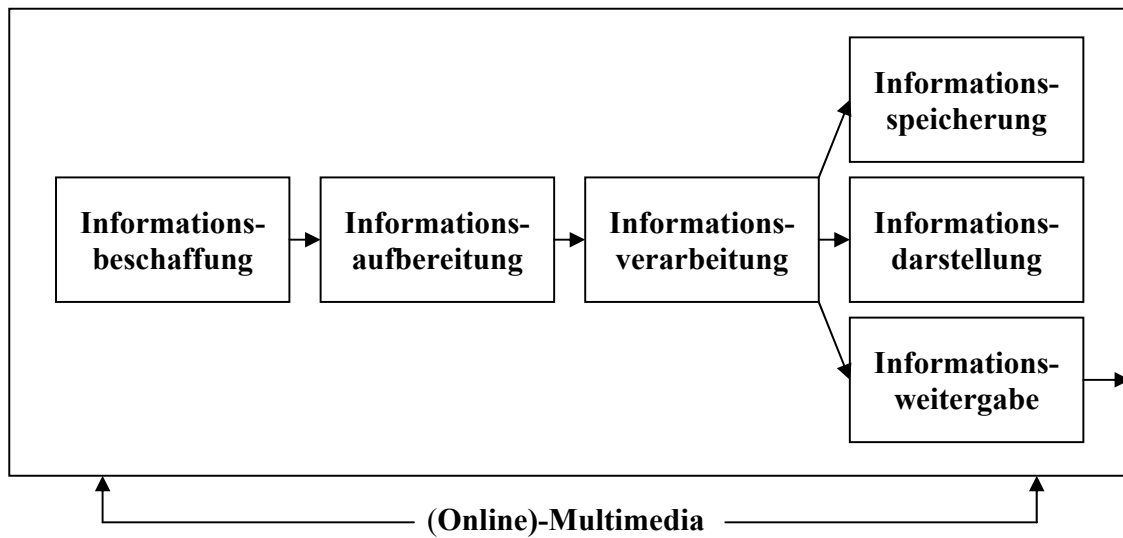 Informations-
beschaffung
Informations-
aufbereitung
Informations-
verarbeitung
Informations-
speicherung
Informations-
darstellung
Informations-
weitergabe
(Online)-Multimedia